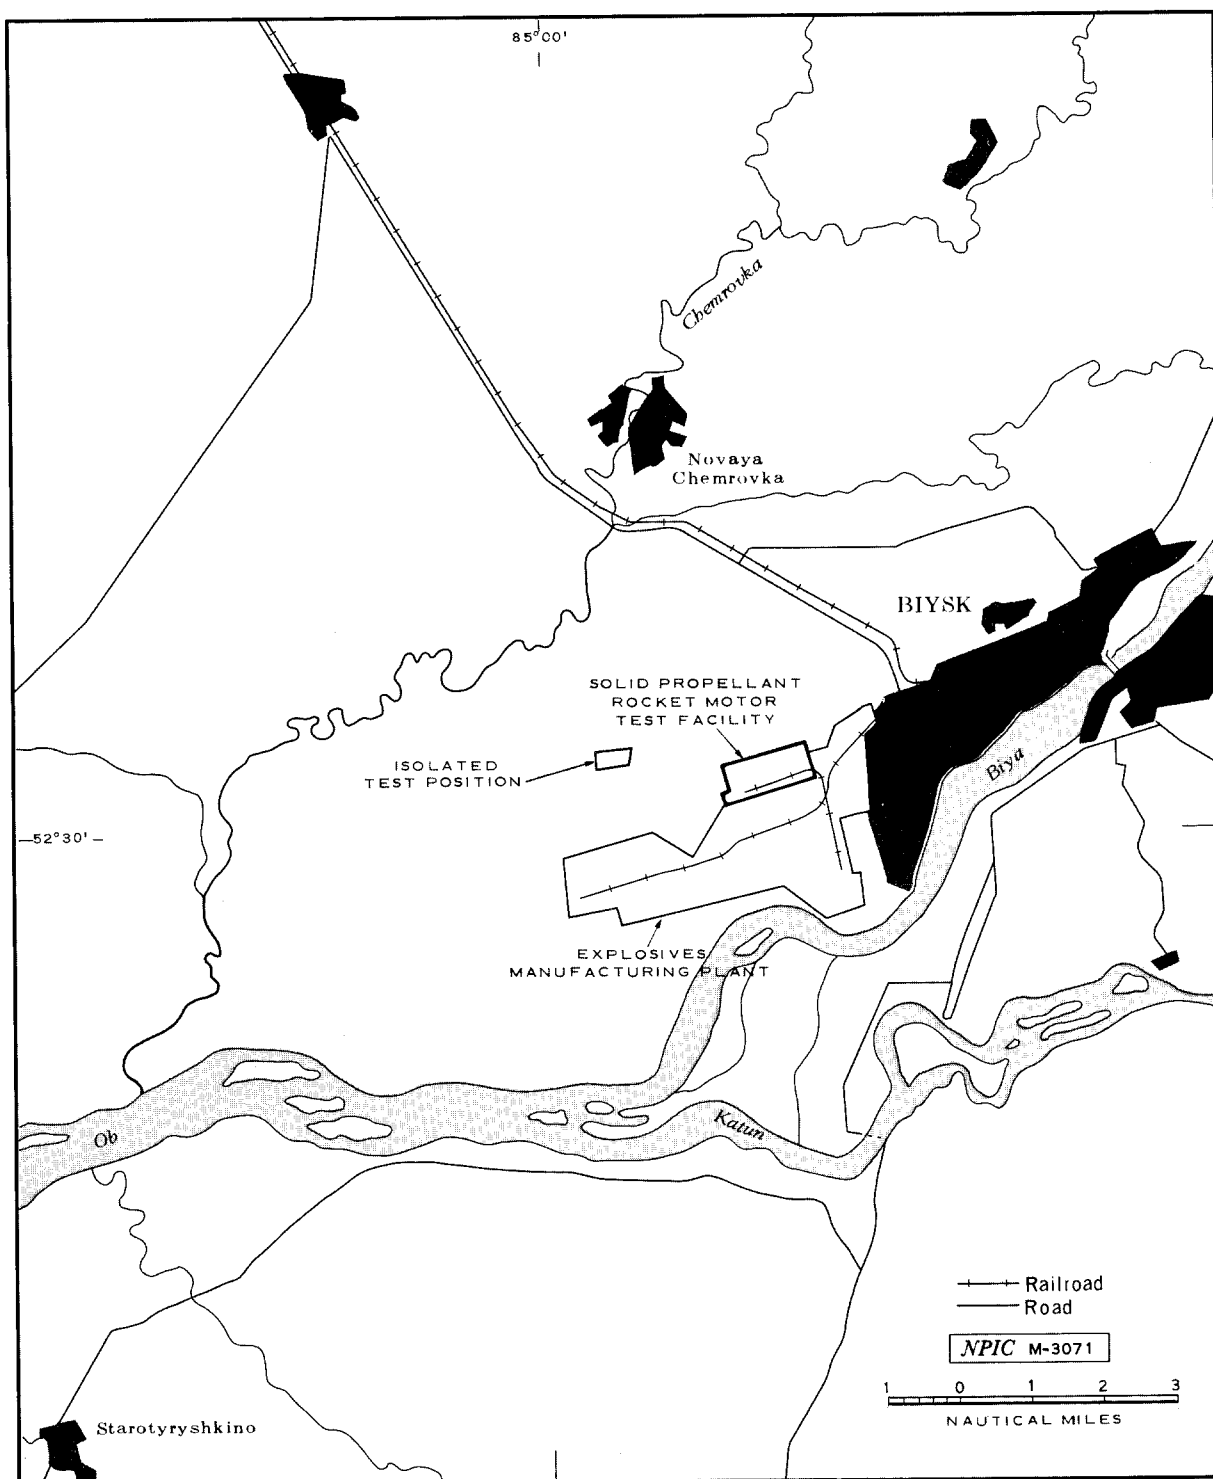 85°00'
Chemrovka
Novaya
Chemrovka
BIYSK
SOLID PROPELLANT
ROCKET MOTOR
TEST FACILITY
ISOLATED
TEST POSITION
Biya
52°30'
EXPLOSIVES
MANUFACTURING PLANT
Ob
Katun
Railroad
Road
NPIC M-3071
1 0 1 2 3
NAUTICAL MILES
Starotyryshkino